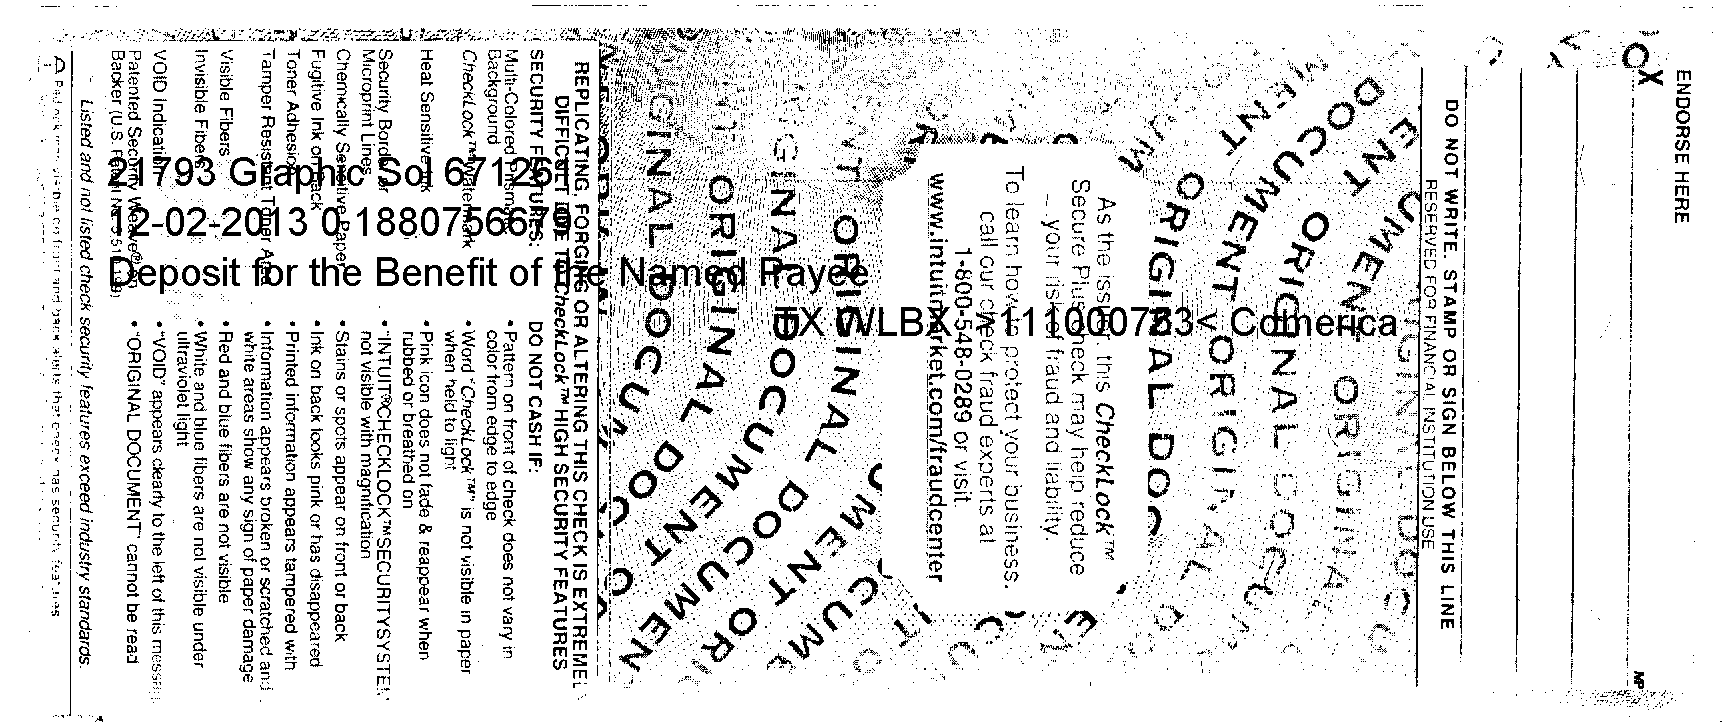 21793 Graphic Sol 671261
12-02-2013 0-1880756670
Deposit for the Benefit of the Named Payee
TX WLBX >111000753< Comerica
ENDORSE HERE
X
DO NOT WRITE, STAMP OR SIGN BELOW THIS LINE
RESERVED FOR FINANCIAL INSTITUTION USE
MP
ORIGINAL DOCUMENT
As the issuer, this CheckLock™
Secure Plus check may help reduce
– your risk of fraud and liability.
To learn how to protect your business,
call our check fraud experts at
1-800-548-0289 or visit
www.intuitmarket.com/fraudcenter
REPLICATING, FORGING OR ALTERING THIS CHECK IS EXTREMELY
DIFFICULT DUE TO CheckLock™ HIGH SECURITY FEATURES
SECURITY FEATURES: DO NOT CASH IF:
Multi-Colored Prismatic • Pattern on front of check does not vary in
Background color from edge to edge
CheckLock™ Watermark • Word "CheckLock™" is not visible in paper
when held to light
Heat Sensitive Ink • Pink icon does not fade & reappear when
rubbed or breathed on
Security Border • "INTUIT®CHECKLOCK™SECURITYSYSTEM"
Microprint Lines not visible with magnification
Chemically Sensitive Paper • Stains or spots appear on front or back
Fugitive Ink on Back • Ink on back looks pink or has disappeared
Toner Adhesion • Printed information appears tampered with
Tamper Resistant Toner Area • Information appears broken or scratched and
white areas show any sign of paper damage
Visible Fibers • Red and blue fibers are not visible
Invisible Fibers • White and blue fibers are not visible under
ultraviolet light
VOID Indication • "VOID" appears clearly to the left of this message
Patented Security • "ORIGINAL DOCUMENT" cannot be read
Backer (U.S.
Listed and not listed check security features exceed industry standards.